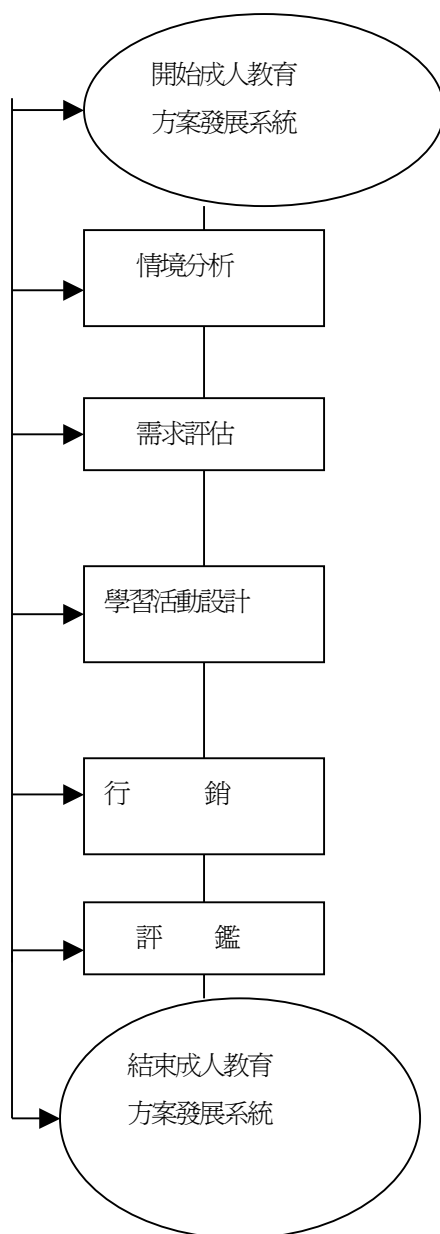 開始成人教育
方案發展系統
情境分析
需求評估
學習活動設計
行 銷
評 鑑
結束成人教育
方案發展系統